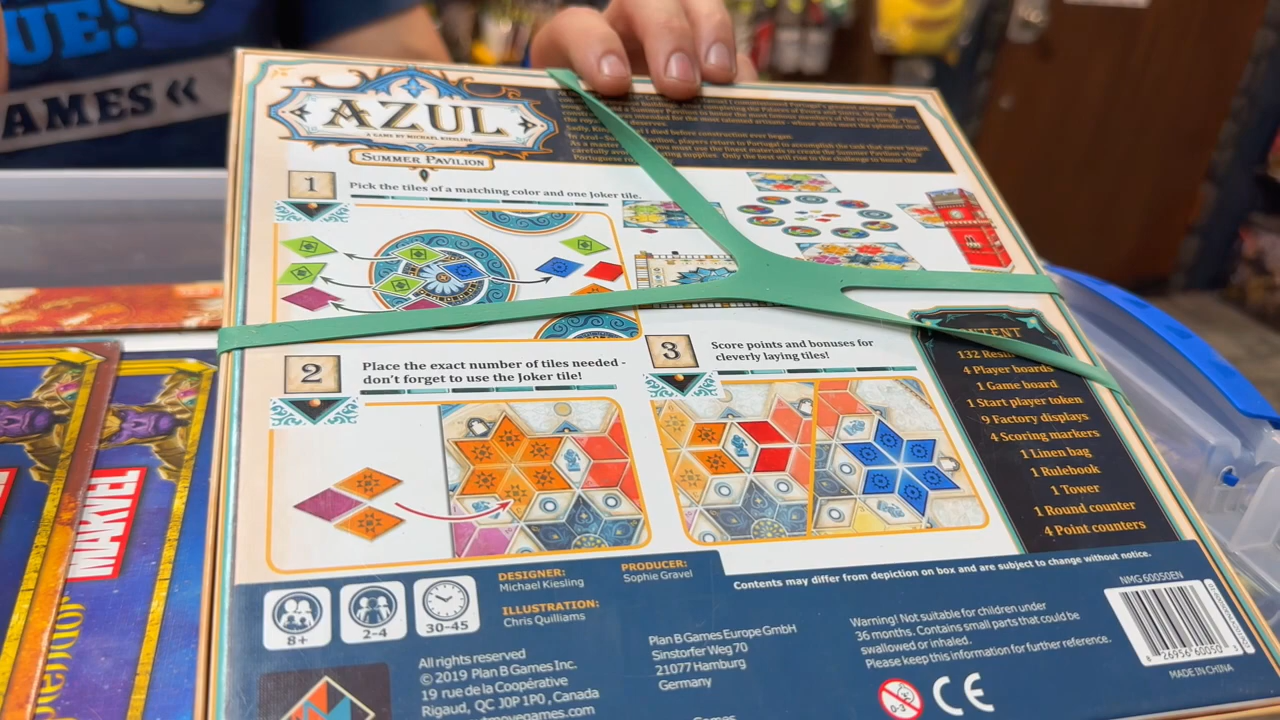 UE!
AMES «
AZUL
A GAME BY MICHAEL KIESLING
SUMMER PAVILION
1
Pick the tiles of a matching color and one Joker tile.
2
Place the exact number of tiles needed -
don't forget to use the Joker tile!
3
Score points and bonuses for
cleverly laying tiles!
CONTENT
132 Resin
4 Player boards
1 Game board
1 Start player token
9 Factory displays
4 Scoring markers
1 Linen bag
1 Rulebook
1 Tower
1 Round counter
4 Point counters
Contents may differ from depiction on box and are subject to change without notice.
8+
2-4
30-45
DESIGNER:
Michael Kiesling
ILLUSTRATION:
Chris Quilliams
PRODUCER:
Sophie Gravel
All rights reserved
© 2019 Plan B Games Inc.
19 rue de la Coopérative
Rigaud, QC J0P 1P0, Canada
Plan B Games Europe GmbH
Sinstorfer Weg 70
21077 Hamburg
Germany
Warning! Not suitable for children under
36 months. Contains small parts that could be
swallowed or inhaled.
Please keep this information for further reference.
0-3
CE
NMG 60050EN
8 26956 60050
MADE IN CHINA
MARVEL